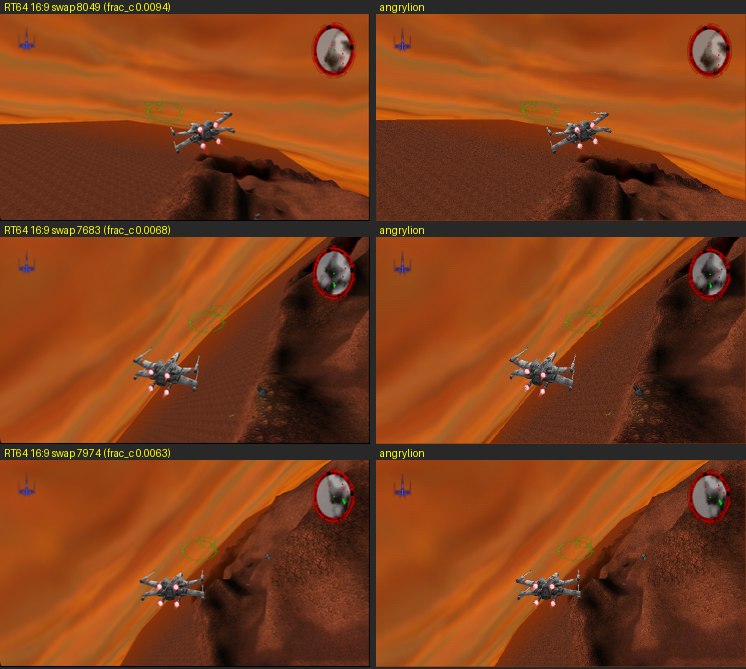 RT64 16:9 swap 8049 (frac_c 0.0094)
angrylion
RT64 16:9 swap 7683 (frac_c 0.0068)
angrylion
RT64 16:9 swap 7974 (frac_c 0.0063)
angrylion